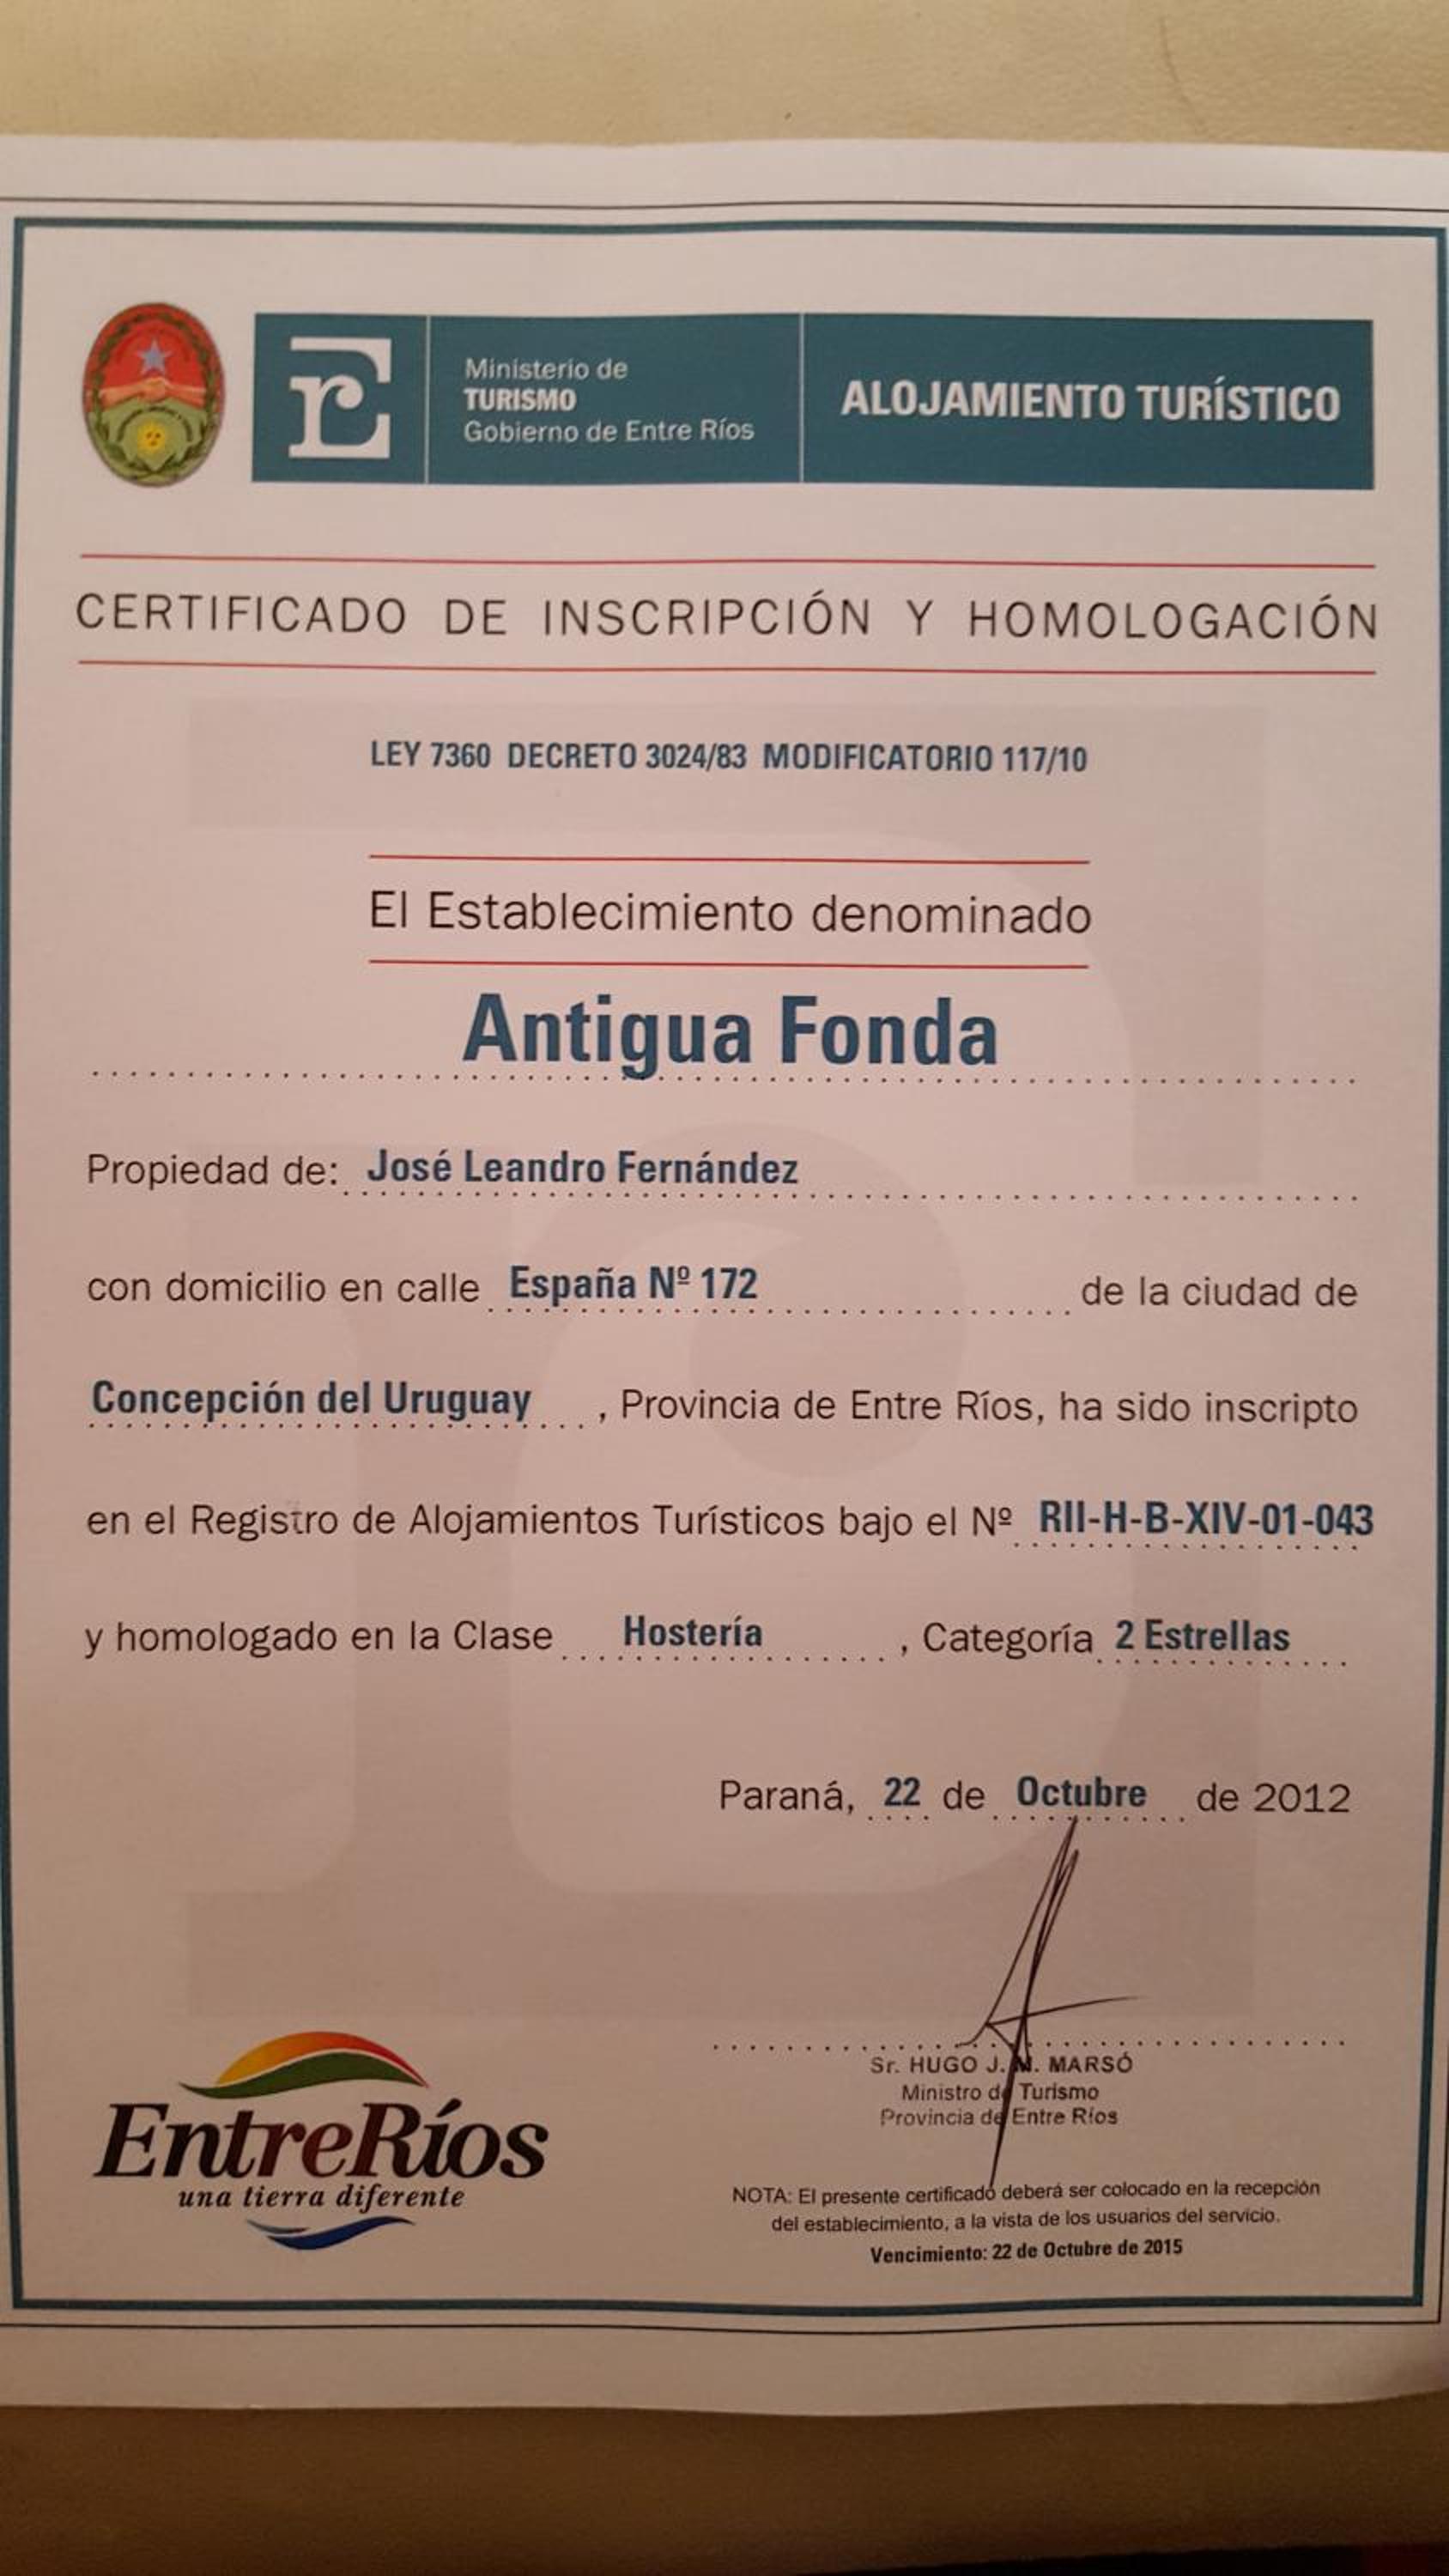 Ministerio de
TURISMO
Gobierno de Entre Ríos
ALOJAMIENTO TURÍSTICO
CERTIFICADO DE INSCRIPCIÓN Y HOMOLOGACIÓN
LEY 7360 DECRETO 3024/83 MODIFICATORIO 117/10
El Establecimiento denominado
Antigua Fonda
Propiedad de: José Leandro Fernández
con domicilio en calle España Nº 172 de la ciudad de
Concepción del Uruguay, Provincia de Entre Ríos, ha sido inscripto
en el Registro de Alojamientos Turísticos bajo el Nº RII-H-B-XIV-01-043
y homologado en la Clase Hostería, Categoría 2 Estrellas
Paraná, 22 de Octubre de 2012
Sr. HUGO J. M. MARSÓ
Ministro de Turismo
Provincia de Entre Ríos
EntreRíos
una tierra diferente
NOTA: El presente certificado deberá ser colocado en la recepción
del establecimiento, a la vista de los usuarios del servicio.
Vencimiento: 22 de Octubre de 2015